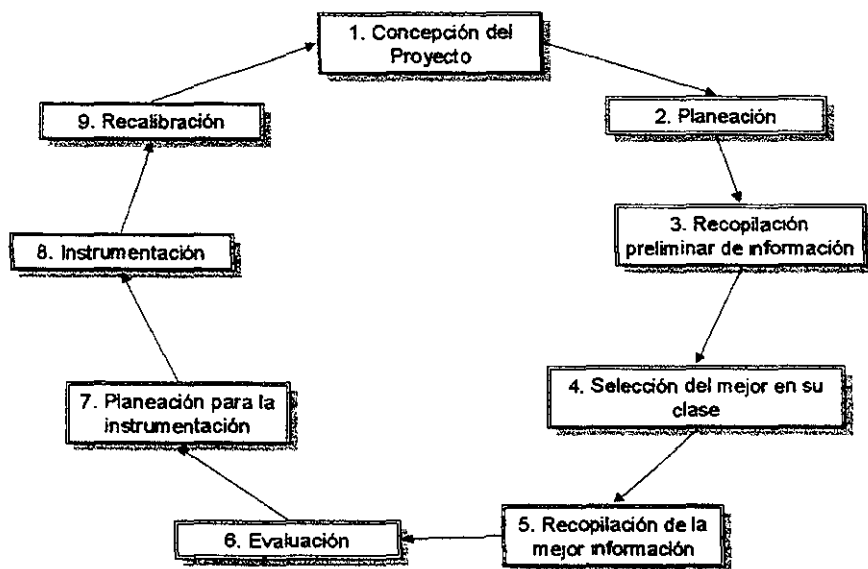 1. Concepción del
Proyecto
2. Planeación
3. Recopilación
preliminar de información
4. Selección del mejor en su
clase
5. Recopilación de la
mejor información
6. Evaluación
7. Planeación para la
instrumentación
8. Instrumentación
9. Recalibración